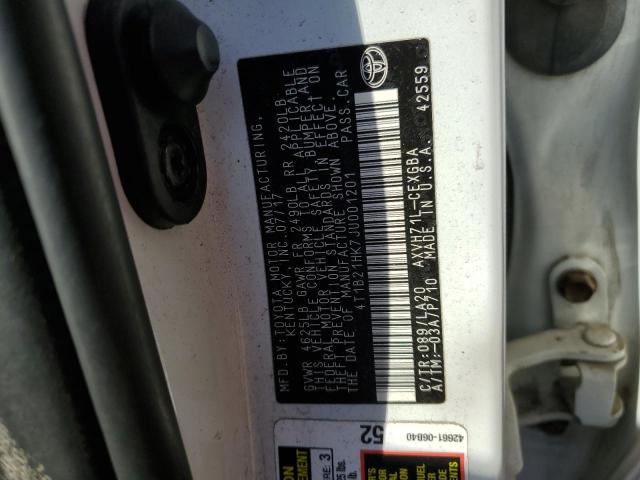 MFD.BY:TOYOTA MOTOR MANUFACTURING,
KENTUCKY, INC. 07/17
GVWR 4625LB GAWR FR 2490LB RR 2420LB
THIS VEHICLE CONFORMS TO ALL APPLICABLE
FEDERAL MOTOR VEHICLE SAFETY, BUMPER, AND
THEFT PREVENTION STANDARDS IN EFFECT ON
THE DATE OF MANUFACTURE SHOWN ABOVE.
4T1B21HK7JU001201 PASS.CAR
C/TR:089/LA20 AXVH71L-CEXGBA 42559
A/TM:-03A/P710 MADE IN U.S.A.
42661-06B40
52